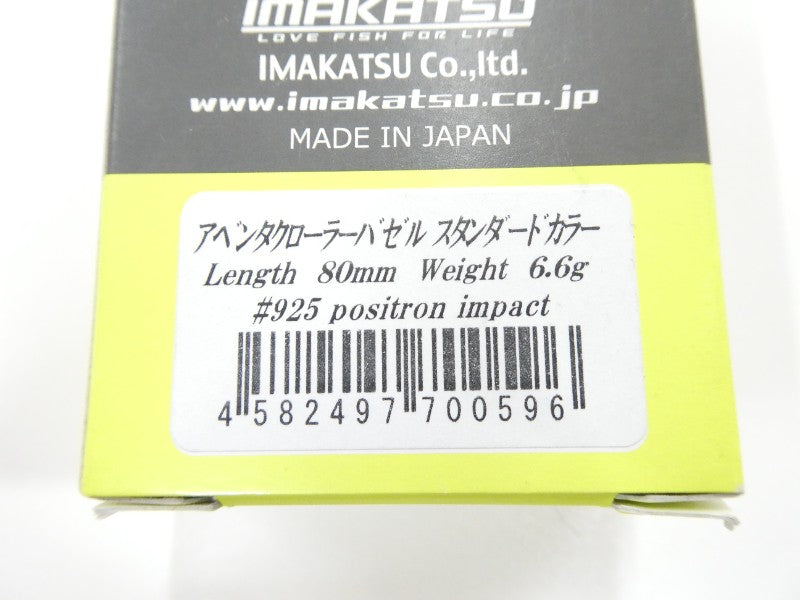 IMAKATSU
LOVE FISH FOR LIFE
IMAKATSU Co.,ltd.
www.imakatsu.co.jp
MADE IN JAPAN
アベンタクローラーバゼル スタンダードカラー
Length 80mm Weight 6.6g
#925 positron impact
4 582497 700596